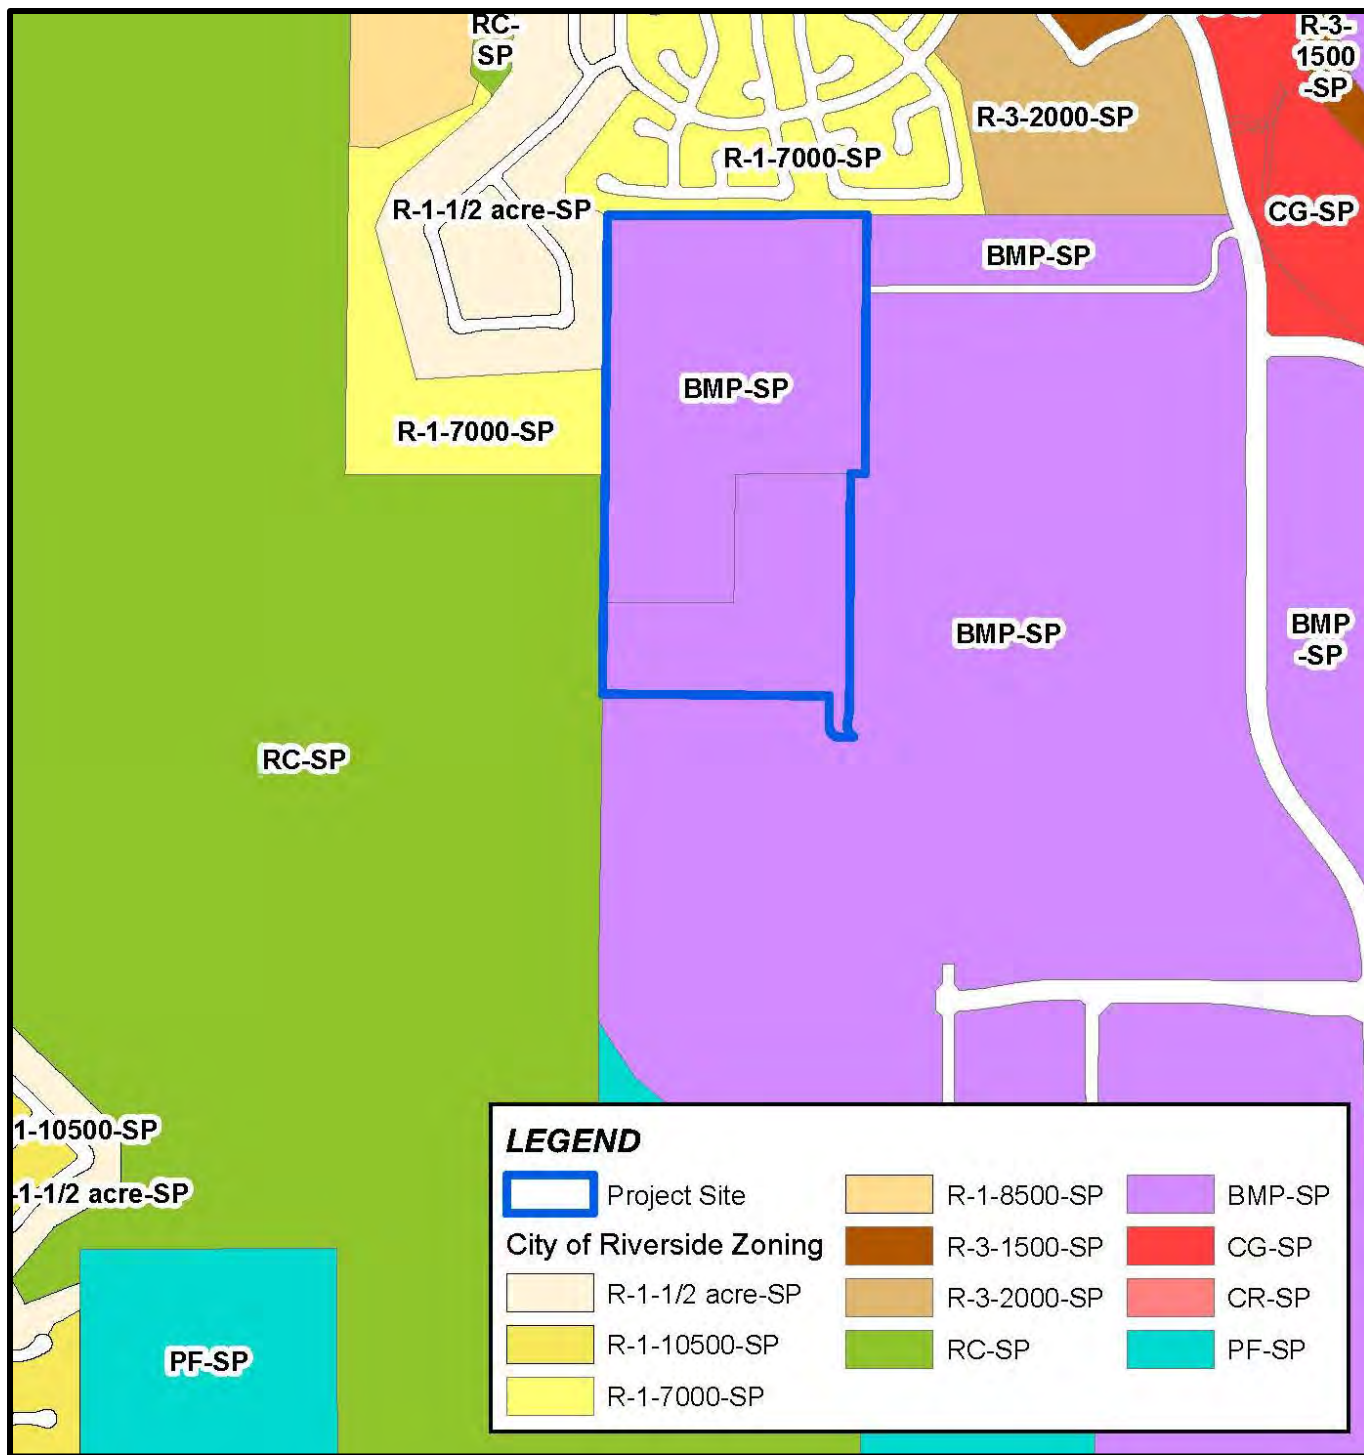 RC-
SP
R-3-
1500
-SP
R-3-2000-SP
R-1-7000-SP
R-1-1/2 acre-SP
CG-SP
BMP-SP
BMP-SP
R-1-7000-SP
BMP-SP
BMP
-SP
RC-SP
1-10500-SP
-1-1/2 acre-SP
PF-SP
LEGEND
Project Site
City of Riverside Zoning
R-1-1/2 acre-SP
R-1-10500-SP
R-1-7000-SP
R-1-8500-SP
R-3-1500-SP
R-3-2000-SP
RC-SP
BMP-SP
CG-SP
CR-SP
PF-SP